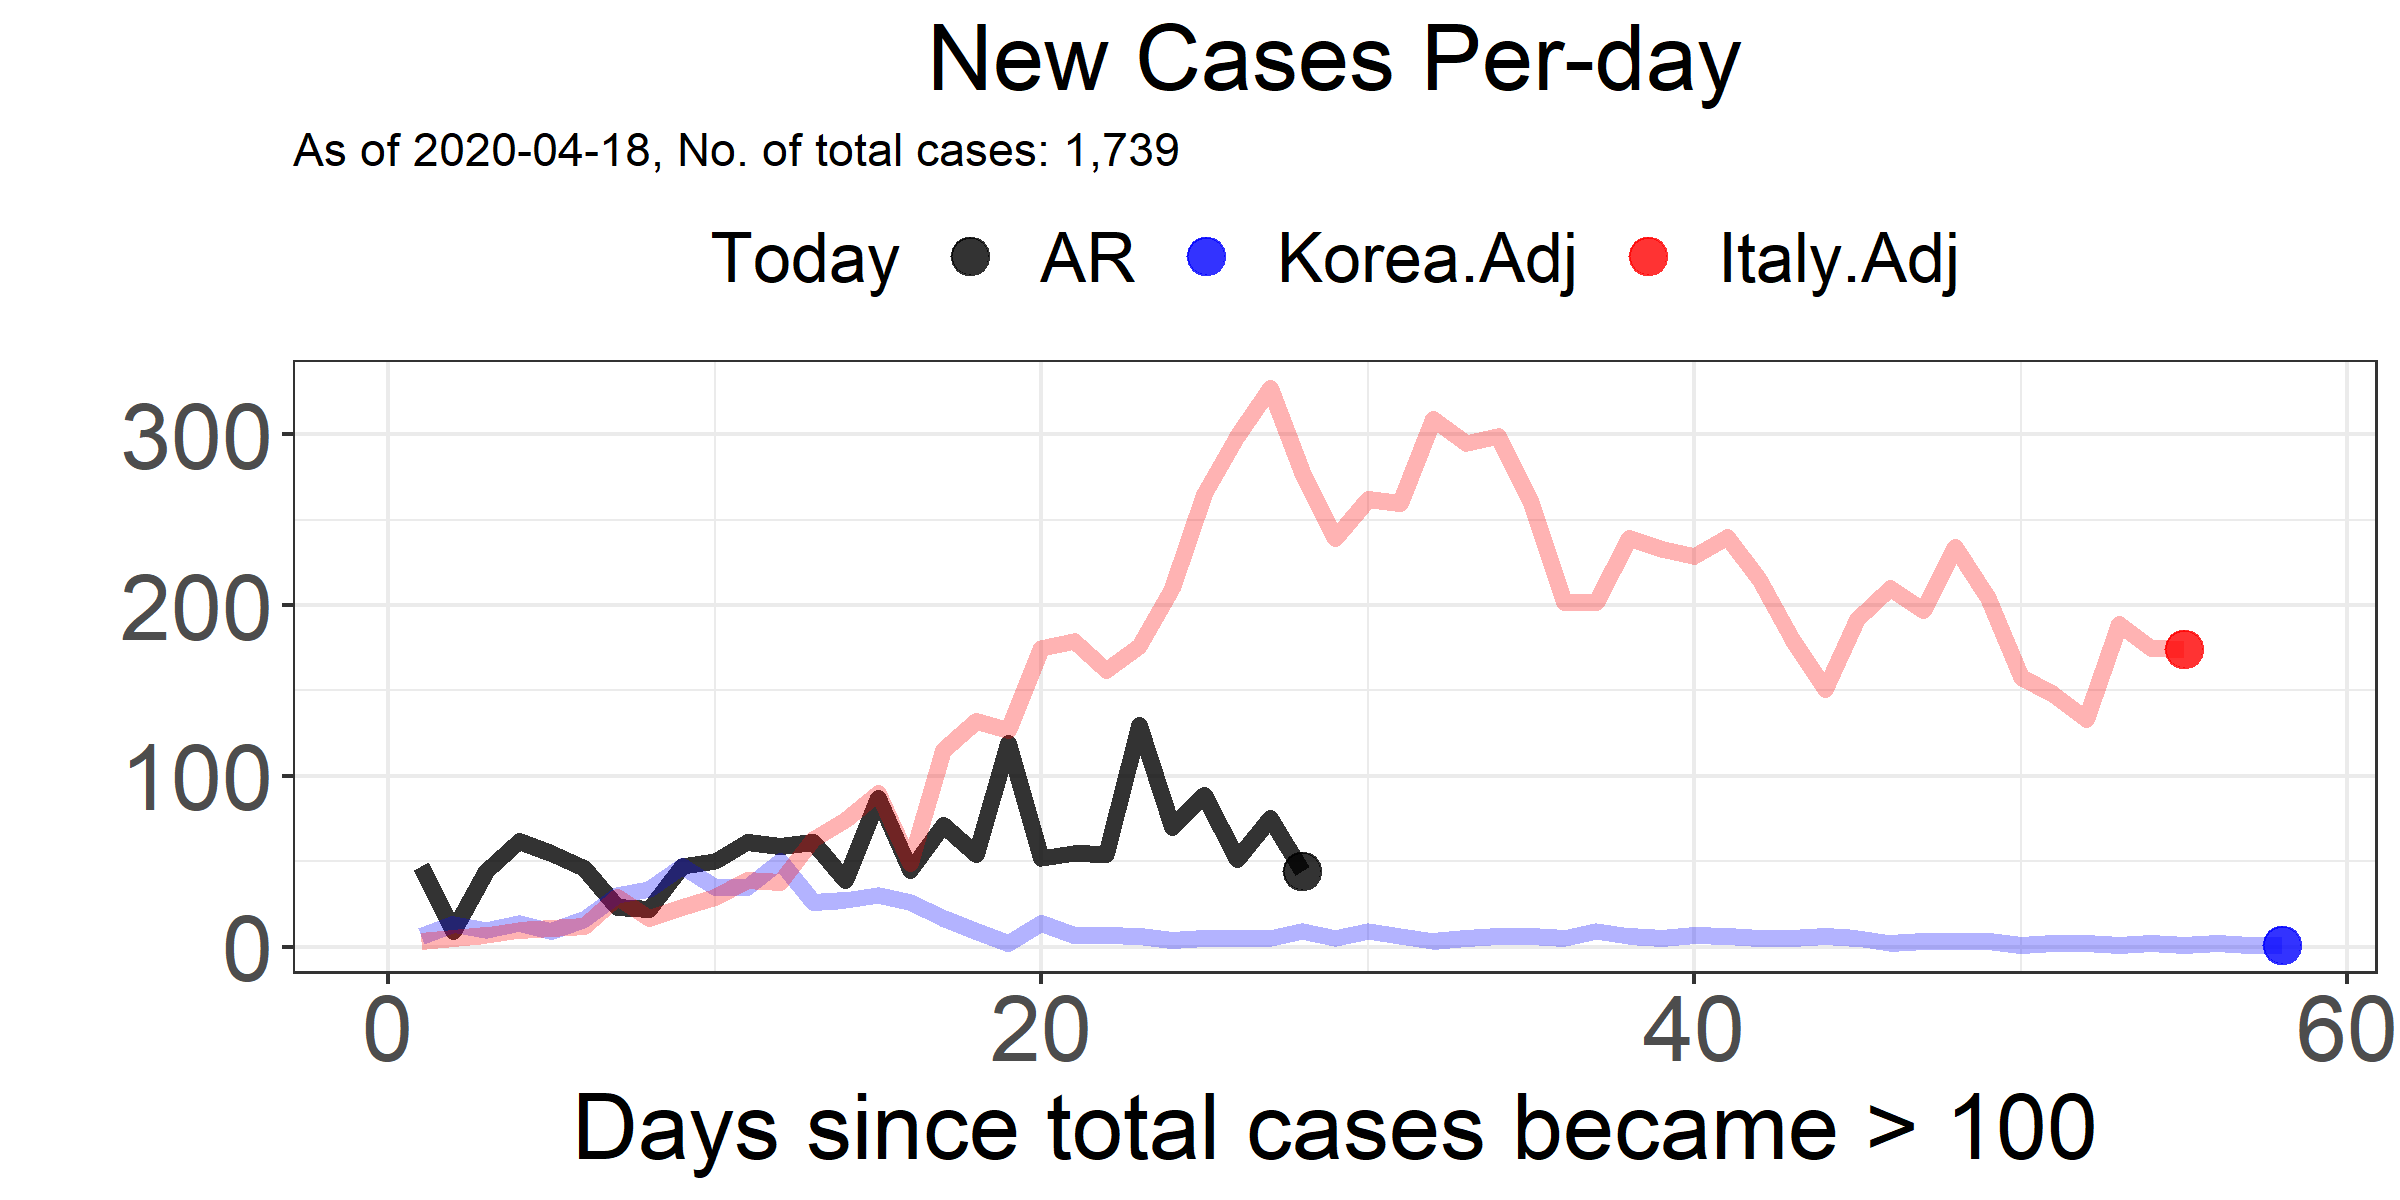 New Cases Per-day
As of 2020-04-18, No. of total cases: 1,739
Today AR Korea.Adj Italy.Adj
300
200
100
0
0 20 40 60
Days since total cases became > 100